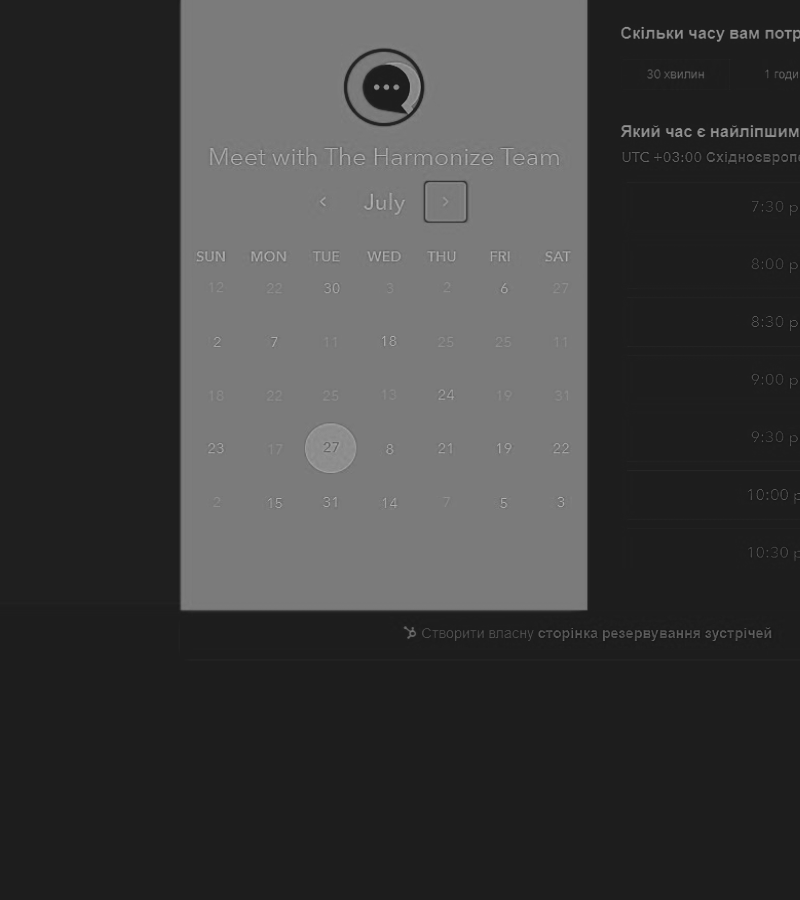 Meet with The Harmonize Team
July
SUN MON TUE WED THU FRI SAT
12 22 30 3 2 6 27
2 7 11 18 25 25 11
18 22 25 13 24 19 31
23 17 27 8 21 19 22
2 15 31 14 7 5 3
Скільки часу вам
30 хвилин 1
Який час є найліпшим
UTC +03:00
7:30
8:00
8:30
9:00
9:30
10:00
10:30
Створити власну сторінка резервування зустрічей